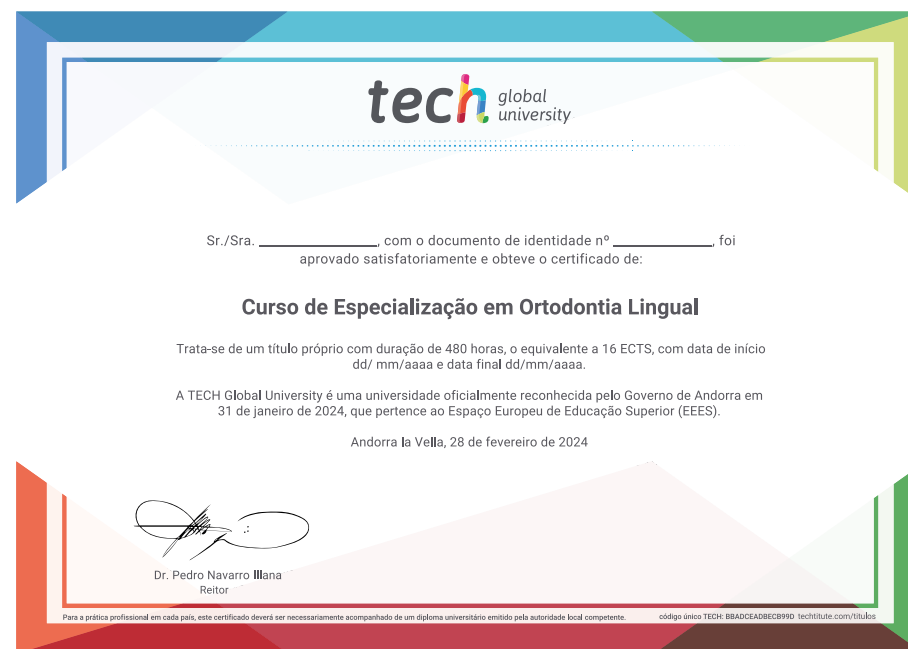 tech global university
Sr./Sra. ________________, com o documento de identidade nº ______________, foi
aprovado satisfatoriamente e obteve o certificado de:
Curso de Especialização em Ortodontia Lingual
Trata-se de um título próprio com duração de 480 horas, o equivalente a 16 ECTS, com data de início
dd/ mm/aaaa e data final dd/mm/aaaa.
A TECH Global University é uma universidade oficialmente reconhecida pelo Governo de Andorra em
31 de janeiro de 2024, que pertence ao Espaço Europeu de Educação Superior (EEES).
Andorra la Vella, 28 de fevereiro de 2024
Dr. Pedro Navarro Illana
Reitor
Para a prática profissional em cada país, este certificado deverá ser necessariamente acompanhado de um diploma universitário emitido pela autoridade local competente.
código único TECH: BBADCEADBECB99D techtitute.com/titulos